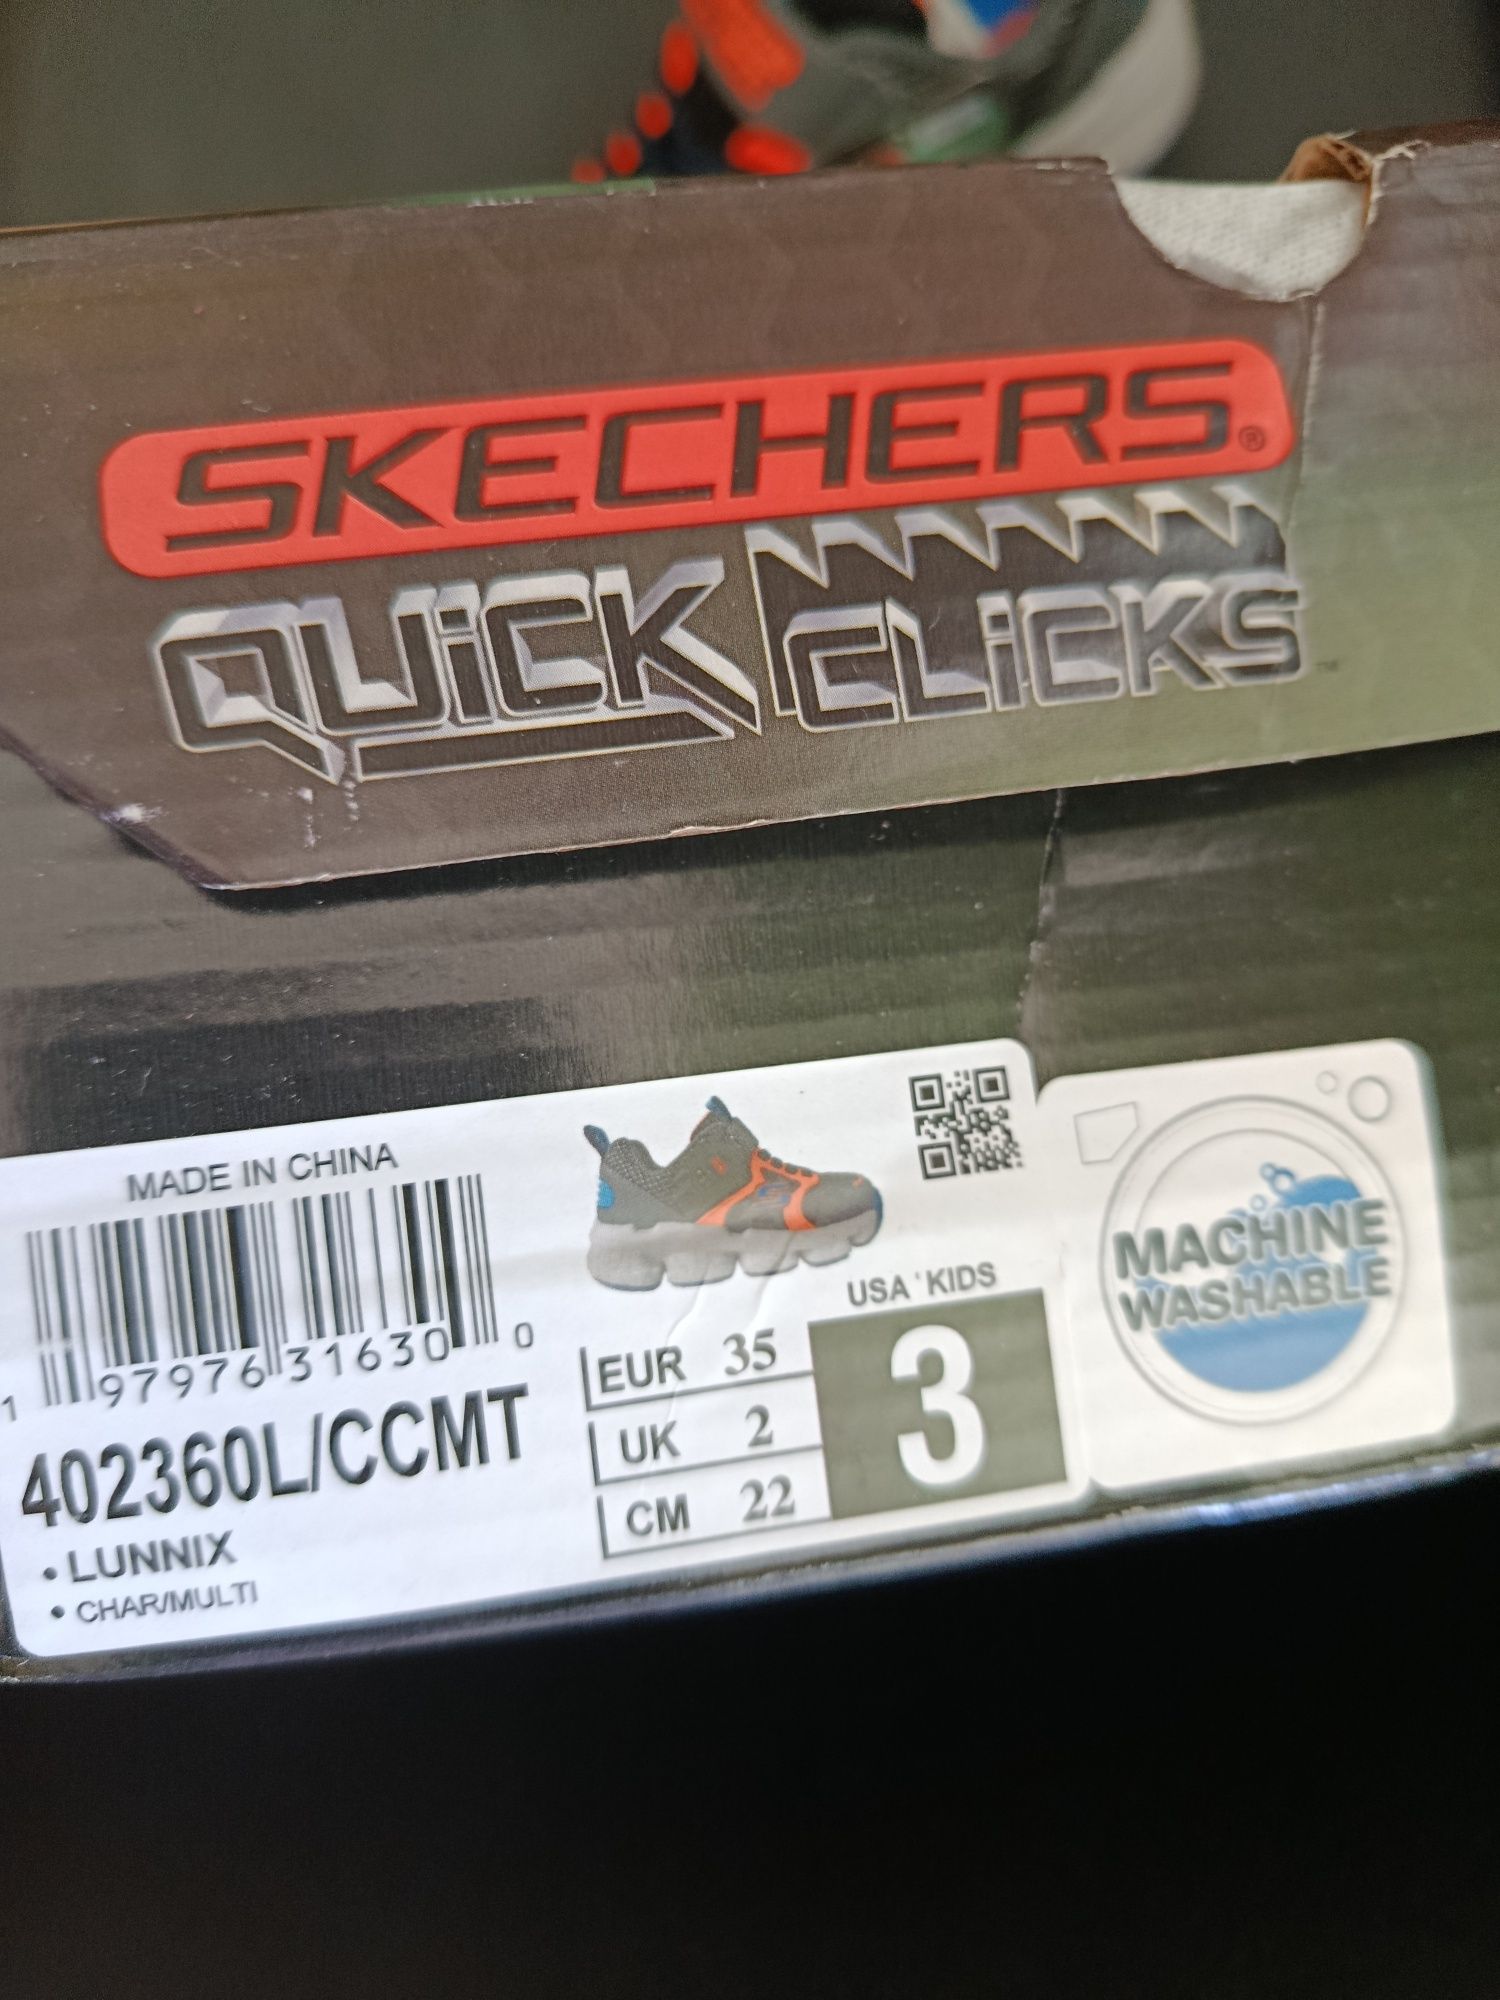 SKECHERS®
QUiCK CLiCKS™
MADE IN CHINA
1 97976 31630 0
402360L/CCMT
• LUNNIX
• CHAR/MULTI
USA KIDS
3
EUR 35
UK 2
CM 22
MACHINE
WASHABLE